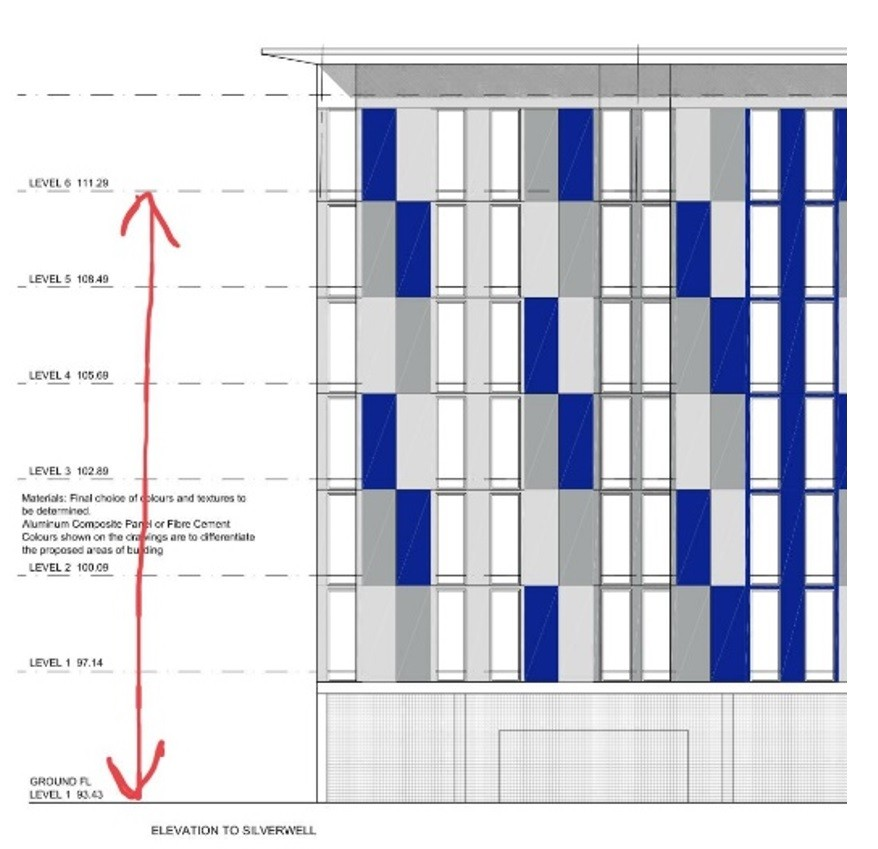 LEVEL 6 111.29
LEVEL 5 108.49
LEVEL 4 105.69
LEVEL 3 102.89
Materials: Final choice of colours and textures to
be determined.
Aluminum Composite Panel or Fibre Cement
Colours shown on the drawings are to differentiate
the proposed areas of building
LEVEL 2 100.09
LEVEL 1 97.14
GROUND FL
LEVEL 1 93.43
ELEVATION TO SILVERWELL